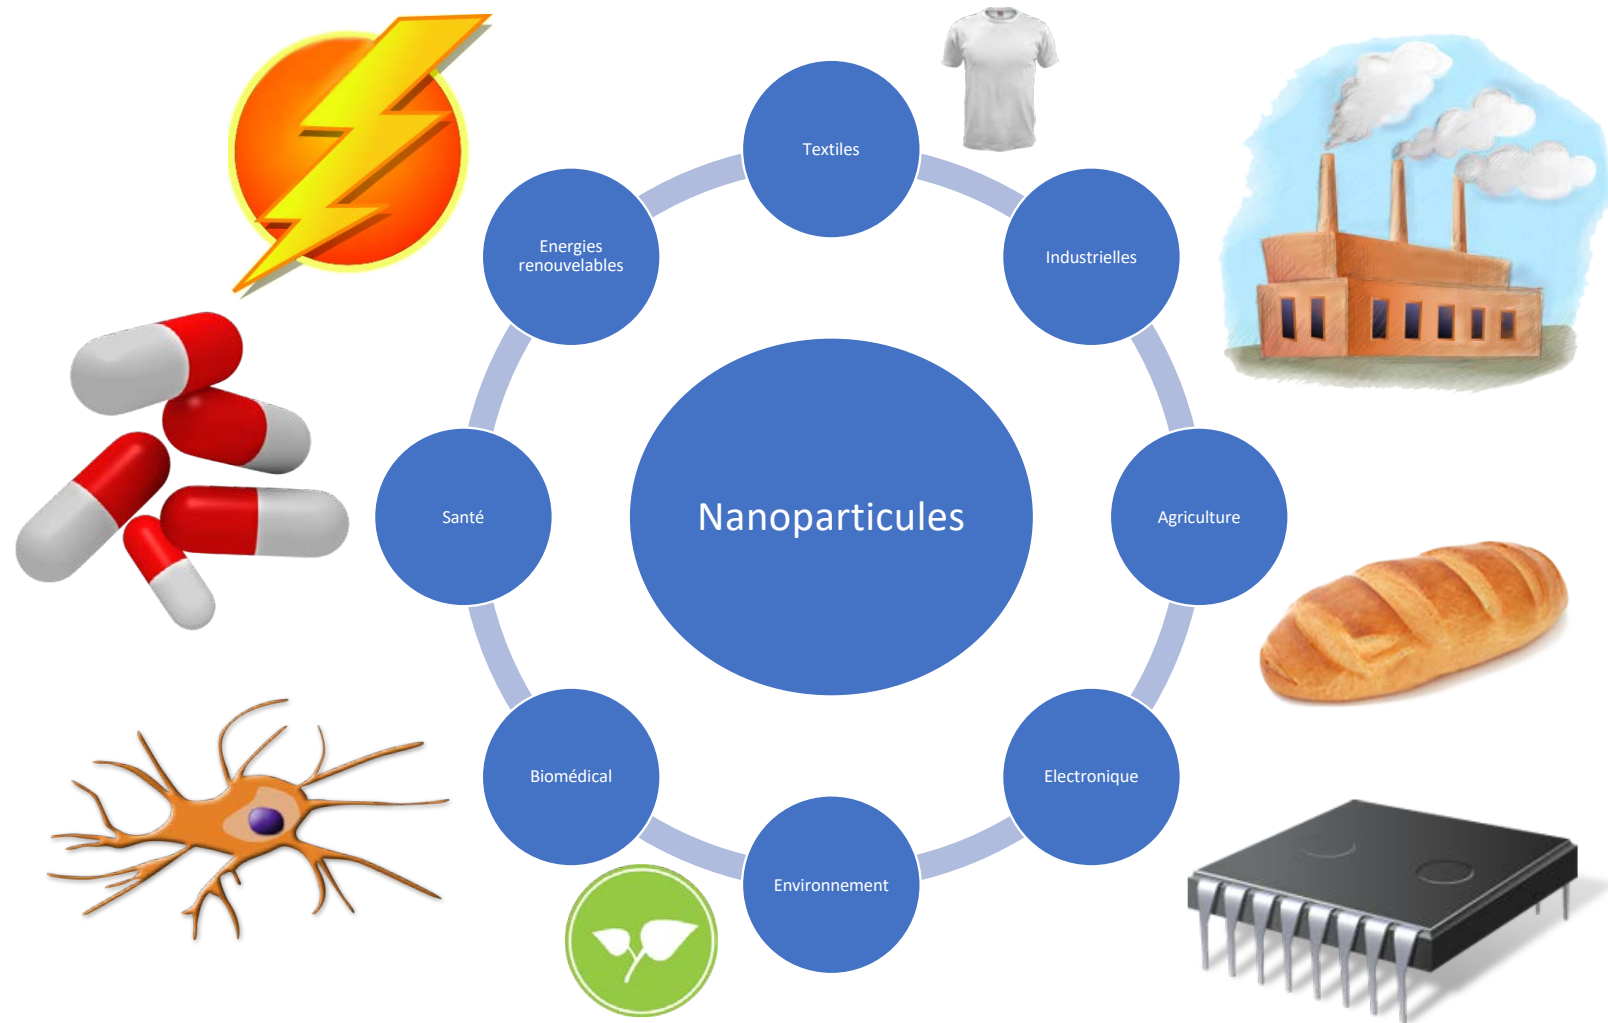 Textiles
Energies
renouvelables
Industrielles
Santé
Nanoparticules
Agriculture
Biomédical
Electronique
Environnement